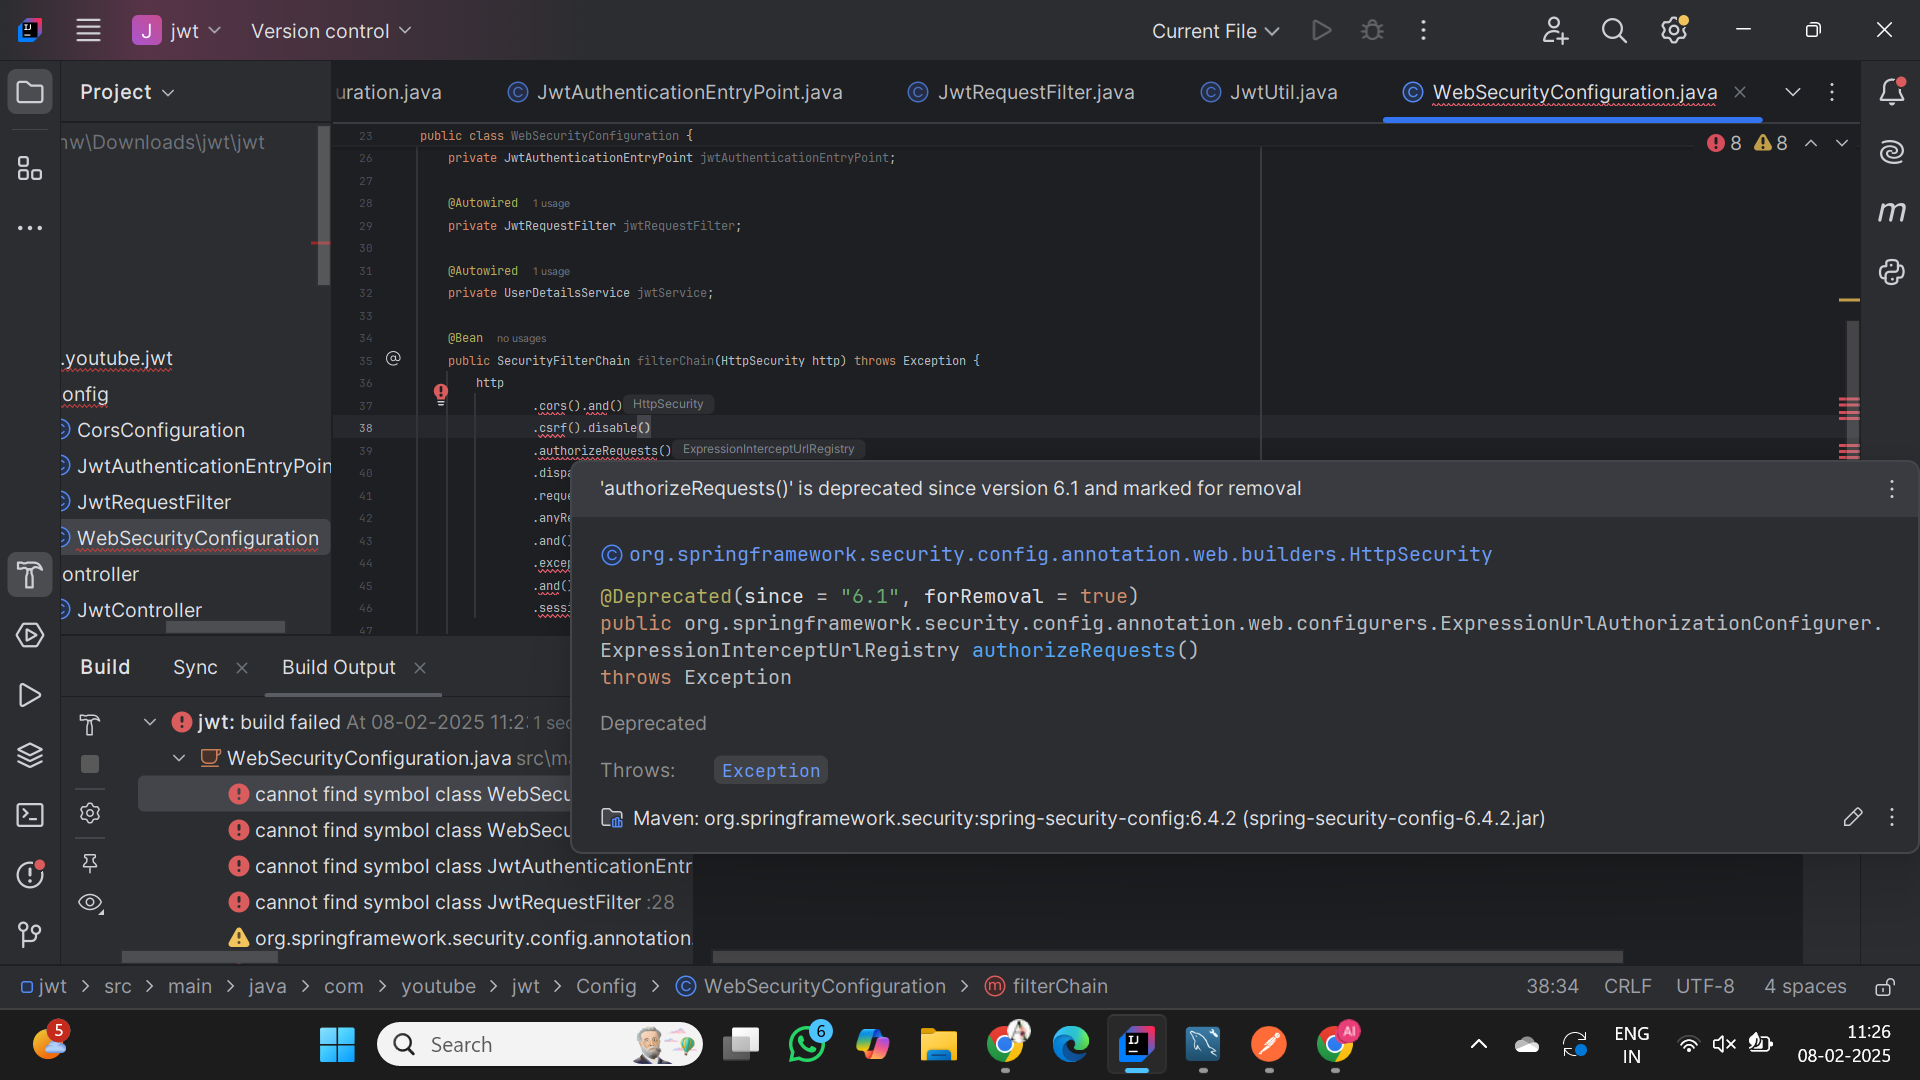 J jwt Version control Current File
Project
uration.java JwtAuthenticationEntryPoint.java JwtRequestFilter.java JwtUtil.java WebSecurityConfiguration.java
\Downloads\jwt\jwt
.youtube.jwt
onfig
CorsConfiguration
JwtAuthenticationEntryPoin
JwtRequestFilter
WebSecurityConfiguration
ontroller
JwtController
8 8
23 public class WebSecurityConfiguration {
26 private JwtAuthenticationEntryPoint jwtAuthenticationEntryPoint;
27
28 @Autowired 1 usage
29 private JwtRequestFilter jwtRequestFilter;
30
31 @Autowired 1 usage
32 private UserDetailsService jwtService;
33
34 @Bean no usages
35 public SecurityFilterChain filterChain(HttpSecurity http) throws Exception {
36 http
37 .cors().and() HttpSecurity
38 .csrf().disable()
39 .authorizeRequests() ExpressionInterceptUrlRegistry
40 .dispa
41 .reque
42 .anyRe
43 .and()
44 .excep
45 .and()
46 .sessi
47
'authorizeRequests()' is deprecated since version 6.1 and marked for removal
org.springframework.security.config.annotation.web.builders.HttpSecurity
@Deprecated(since = "6.1", forRemoval = true)
public org.springframework.security.config.annotation.web.configurers.ExpressionUrlAuthorizationConfigurer.
ExpressionInterceptUrlRegistry authorizeRequests()
throws Exception
Deprecated
Throws: Exception
Maven: org.springframework.security:spring-security-config:6.4.2 (spring-security-config-6.4.2.jar)
Build Sync Build Output
jwt: build failed At 08-02-2025 11:2 1 sec
WebSecurityConfiguration.java src\m
cannot find symbol class WebSecu
cannot find symbol class WebSecu
cannot find symbol class JwtAuthenticationEntr
cannot find symbol class JwtRequestFilter :28
org.springframework.security.config.annotation.
jwt > src > main > java > com > youtube > jwt > Config > WebSecurityConfiguration > filterChain 38:34 CRLF UTF-8 4 spaces
5 Search 6 AI ENG IN 11:26 08-02-2025